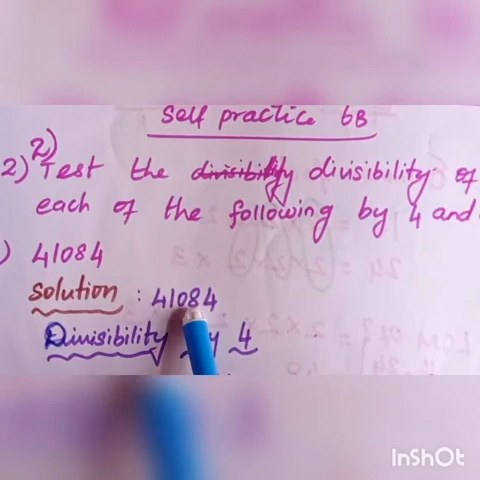 Self practice 6B
2)
2) Test the divisibility divisibility of
each of the following by 4 and
) 41084
Solution : 41084
Divisibility 4
InShOt